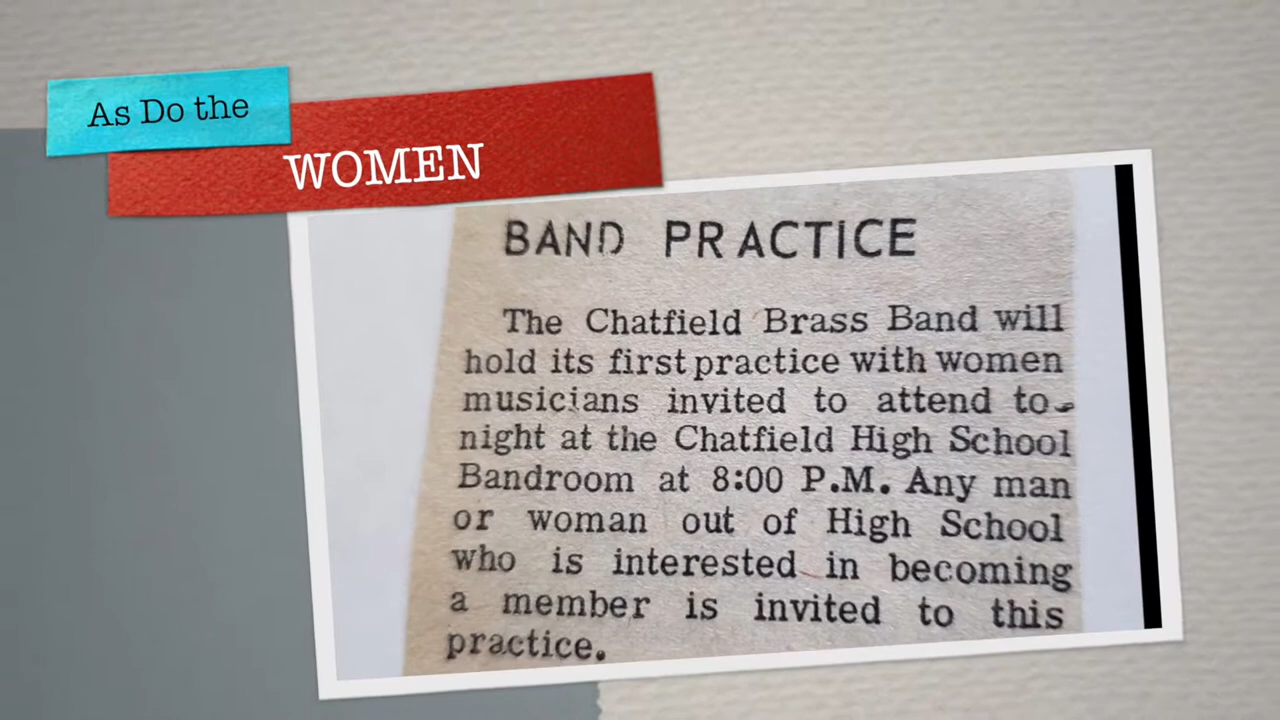 As Do the
WOMEN
BAND PRACTICE
The Chatfield Brass Band will
hold its first practice with women
musicians invited to attend to-
night at the Chatfield High School
Bandroom at 8:00 P.M. Any man
or woman out of High School
who is interested in becoming
a member is invited to this
practice.